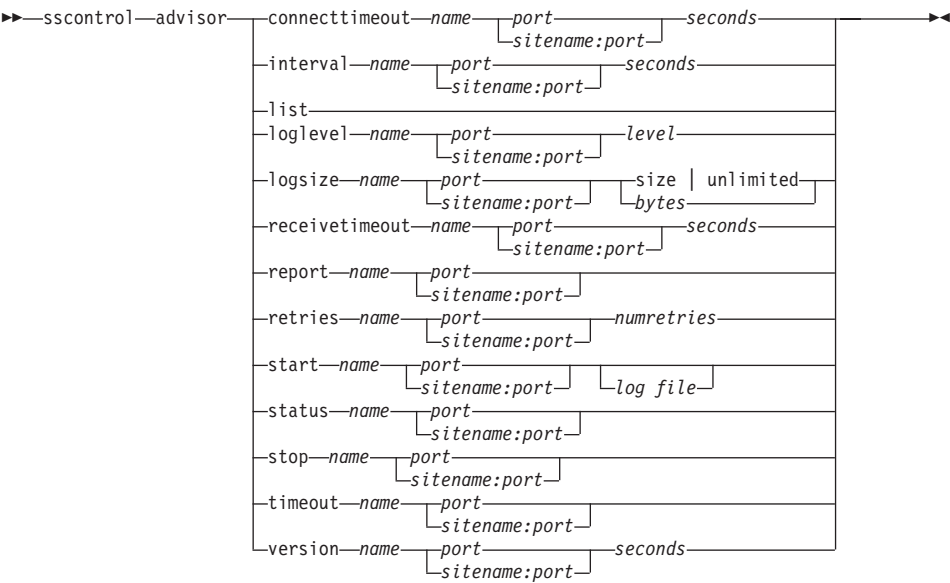 sscontrol advisor connecttimeout name port seconds
sitename:port
interval name port seconds
sitename:port
list
loglevel name port level
sitename:port
logsize name port size | unlimited
sitename:port bytes
receivetimeout name port seconds
sitename:port
report name port
sitename:port
retries name port numretries
sitename:port
start name port
sitename:port log file
status name port
sitename:port
stop name port
sitename:port
timeout name port
sitename:port
version name port seconds
sitename:port